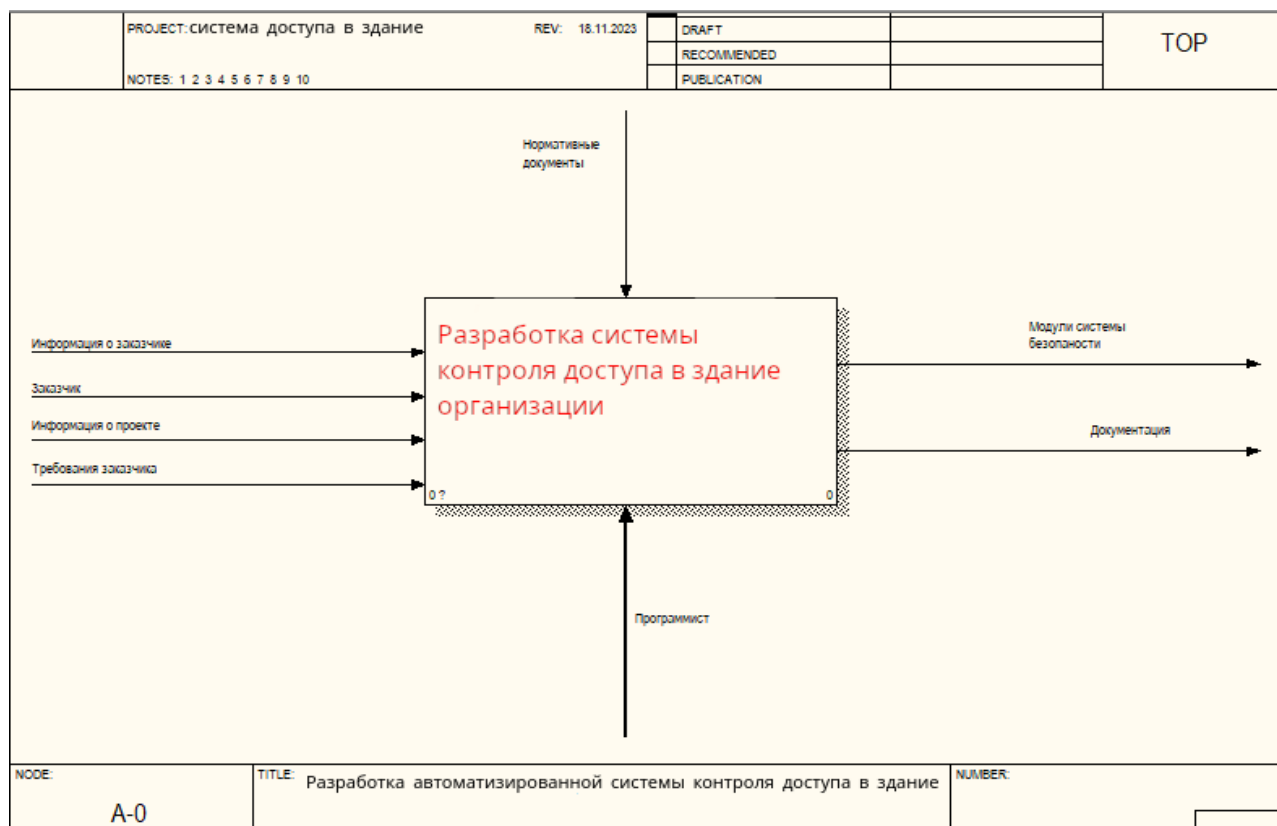 PROJECT: система доступа в здание
REV: 18.11.2023
DRAFT
TOP
RECOMMENDED
NOTES: 1 2 3 4 5 6 7 8 9 10
PUBLICATION
Нормативные
документы
Информация о заказчике
Заказчик
Информация о проекте
Требования заказчика
Разработка системы
контроля доступа в здание
организации
0 ?
0
Модули системы
безопаности
Документация
Программист
NODE:
A-0
TITLE: Разработка автоматизированной системы контроля доступа в здание
NUMBER: